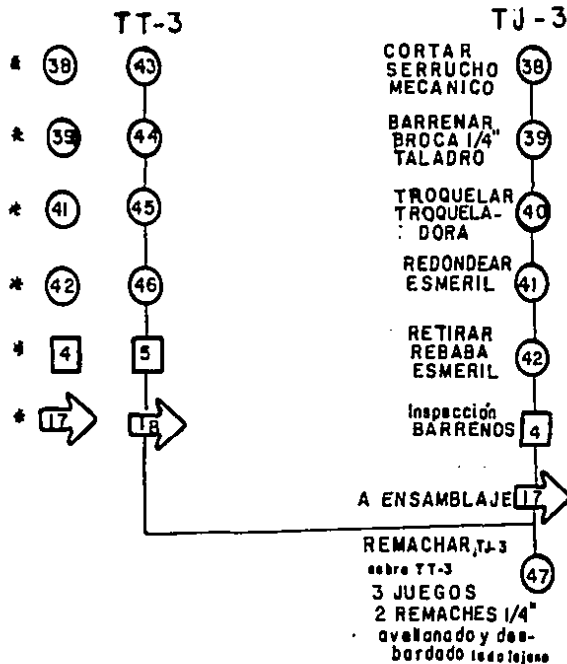 TT-3
TJ-3
* 38 43
CORTAR
SERRUCHO
MECANICO
38
* 39 44
BARRENAR
BROCA 1/4"
TALADRO
39
* 41 45
TROQUELAR
TROQUELA-
DORA
40
* 42 46
REDONDEAR
ESMERIL
41
* 4 5
RETIRAR
REBABA
ESMERIL
42
* 17 18
Inspección
BARRENOS
4
A ENSAMBLAJE 17
REMACHAR, TJ-3
sobre TT-3
47
3 JUEGOS
2 REMACHES 1/4"
avellanado y des-
bardado lado